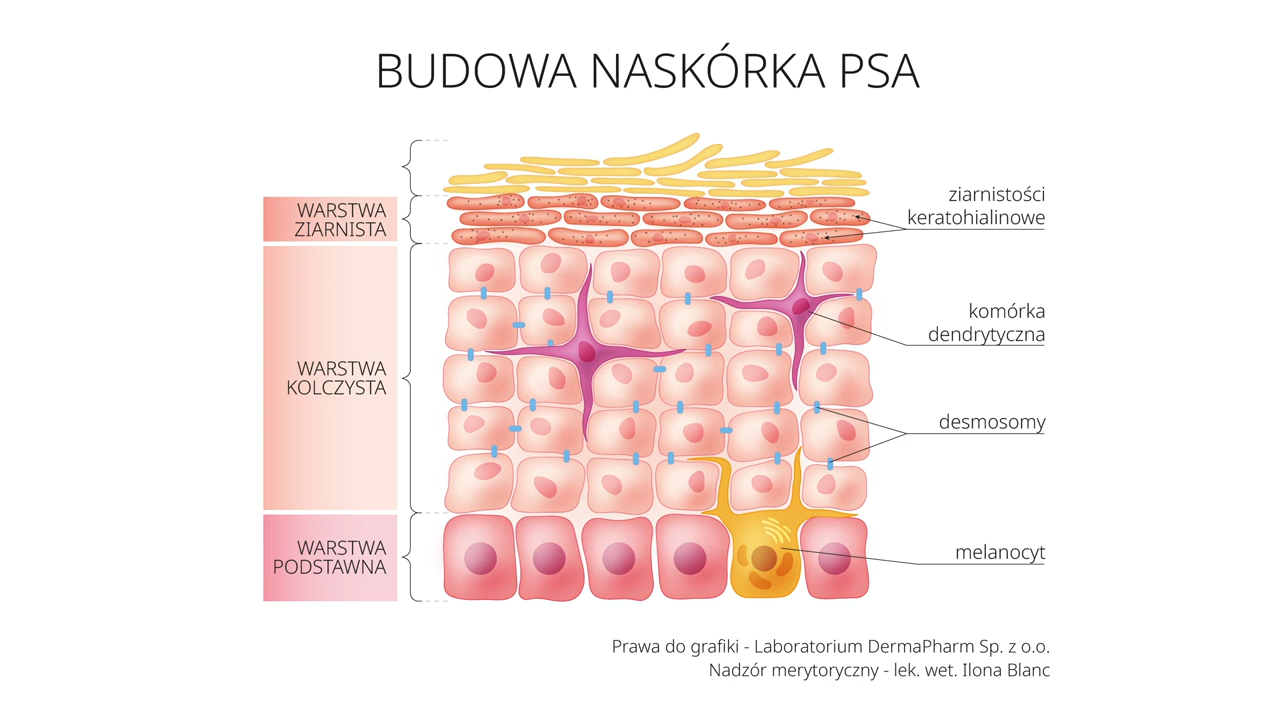 BUDOWA NASKÓRKA PSA
WARSTWA
ZIARNISTA
WARSTWA
KOLCZYSTA
WARSTWA
PODSTAWNA
ziarnistości
keratohialinowe
komórka
dendrytyczna
desmosomy
melanocyt
Prawa do grafiki - Laboratorium DermaPharm Sp. z o.o.
Nadzór merytoryczny - lek. wet. Ilona Blanc